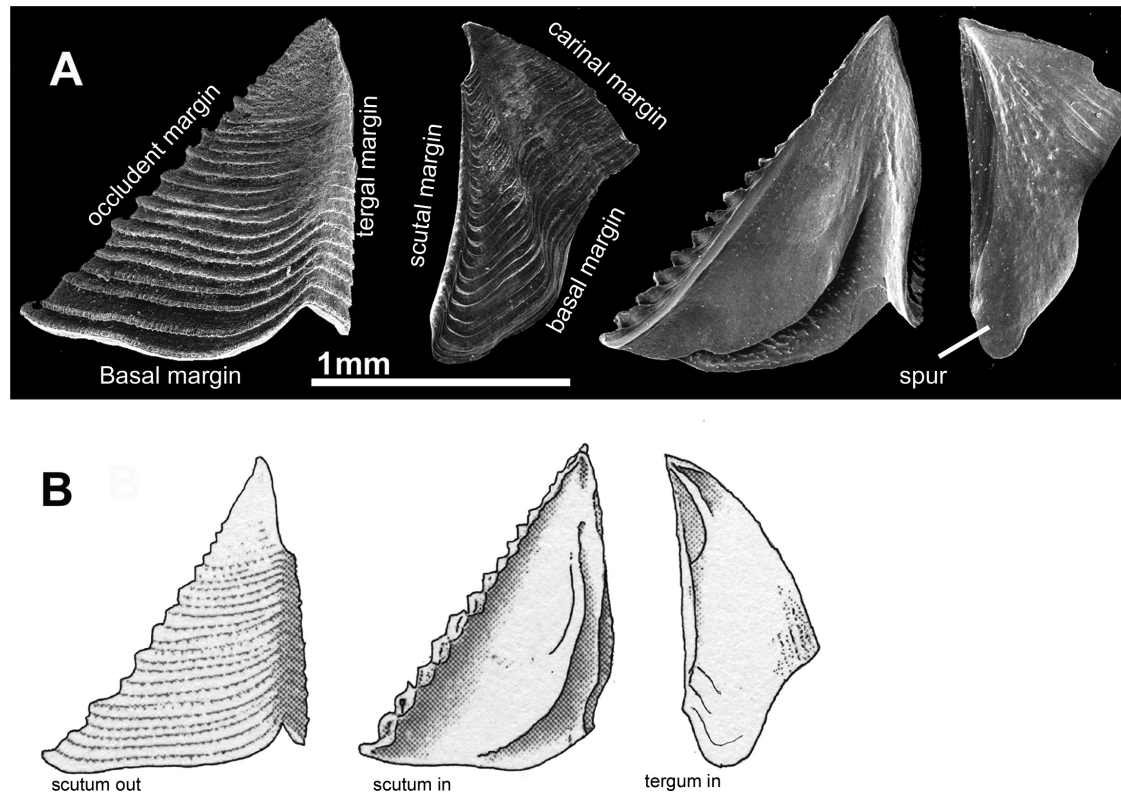 A
occludent margin
tergal margin
scutal margin
carinal margin
basal margin
Basal margin
1mm
spur
B
B
scutum out
scutum in
tergum in